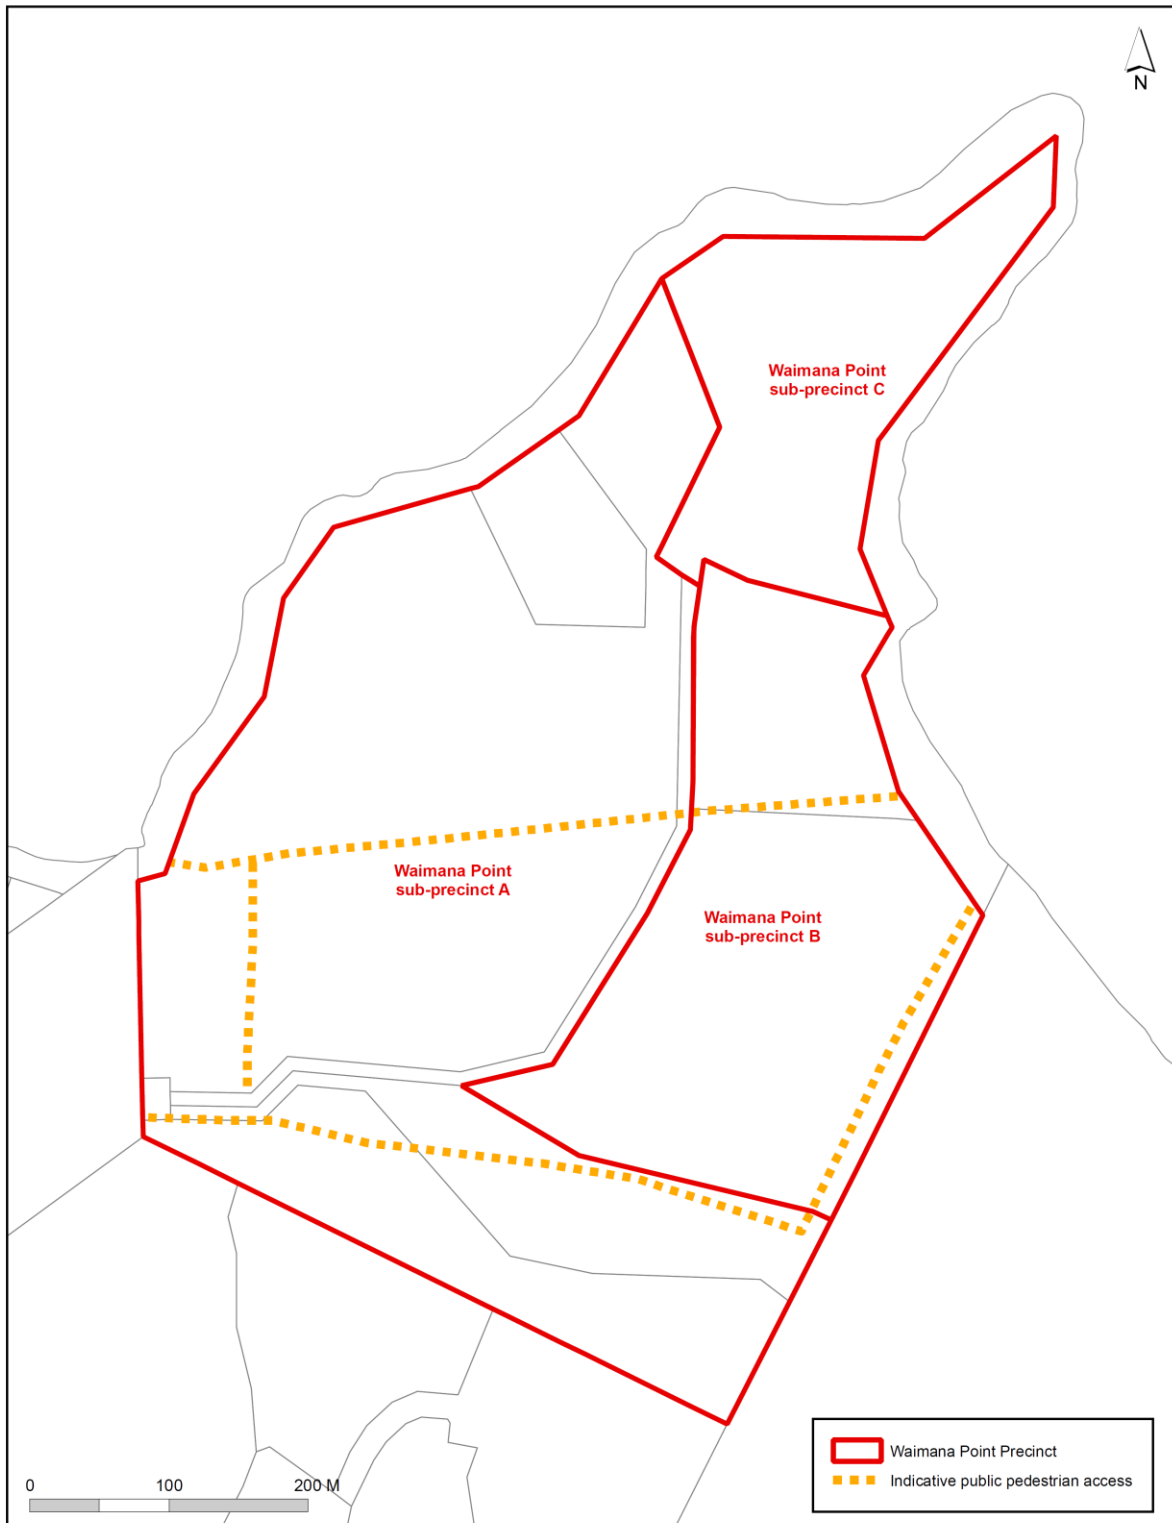 N
Waimana Point
sub-precinct C
Waimana Point
sub-precinct A
Waimana Point
sub-precinct B
Waimana Point Precinct
Indicative public pedestrian access
0 100 200 M